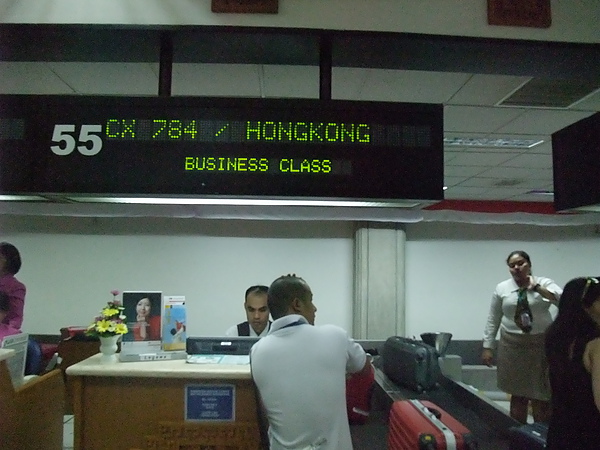 55
CX 784 / HONGKONG
BUSINESS CLASS